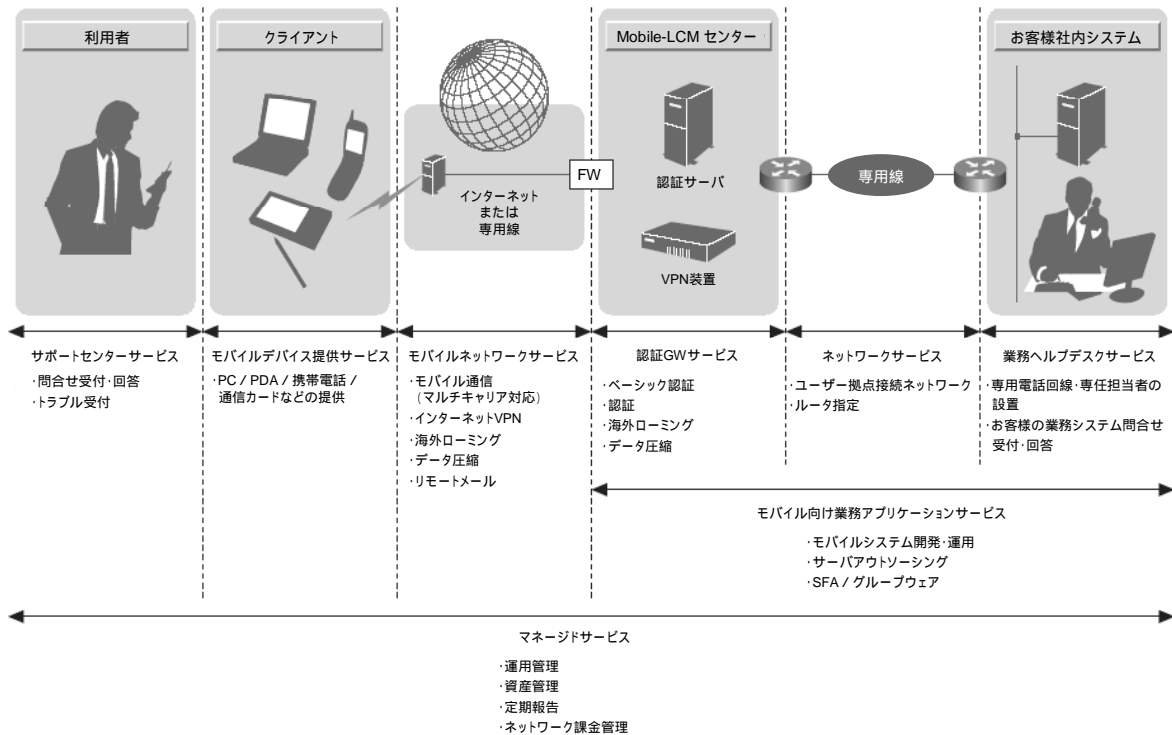 利用者
クライアント
Mobile-LCM センター
お客様社内システム
インターネット
または
専用線
FW
認証サーバ
VPN装置
専用線
サポートセンターサービス
・問合せ受付・回答
・トラブル受付
モバイルデバイス提供サービス
・PC / PDA / 携帯電話 /
通信カードなどの提供
モバイルネットワークサービス
・モバイル通信
(マルチキャリア対応)
・インターネットVPN
・海外ローミング
・データ圧縮
・リモートメール
認証GWサービス
・ベーシック認証
・認証
・海外ローミング
・データ圧縮
ネットワークサービス
・ユーザー拠点接続ネットワーク
・ルータ指定
業務ヘルプデスクサービス
・専用電話回線・専任担当者の
設置
・お客様の業務システム問合せ
受付・回答
モバイル向け業務アプリケーションサービス
・モバイルシステム開発・運用
・サーバアウトソーシング
・SFA / グループウェア
マネージドサービス
・運用管理
・資産管理
・定期報告
・ネットワーク課金管理